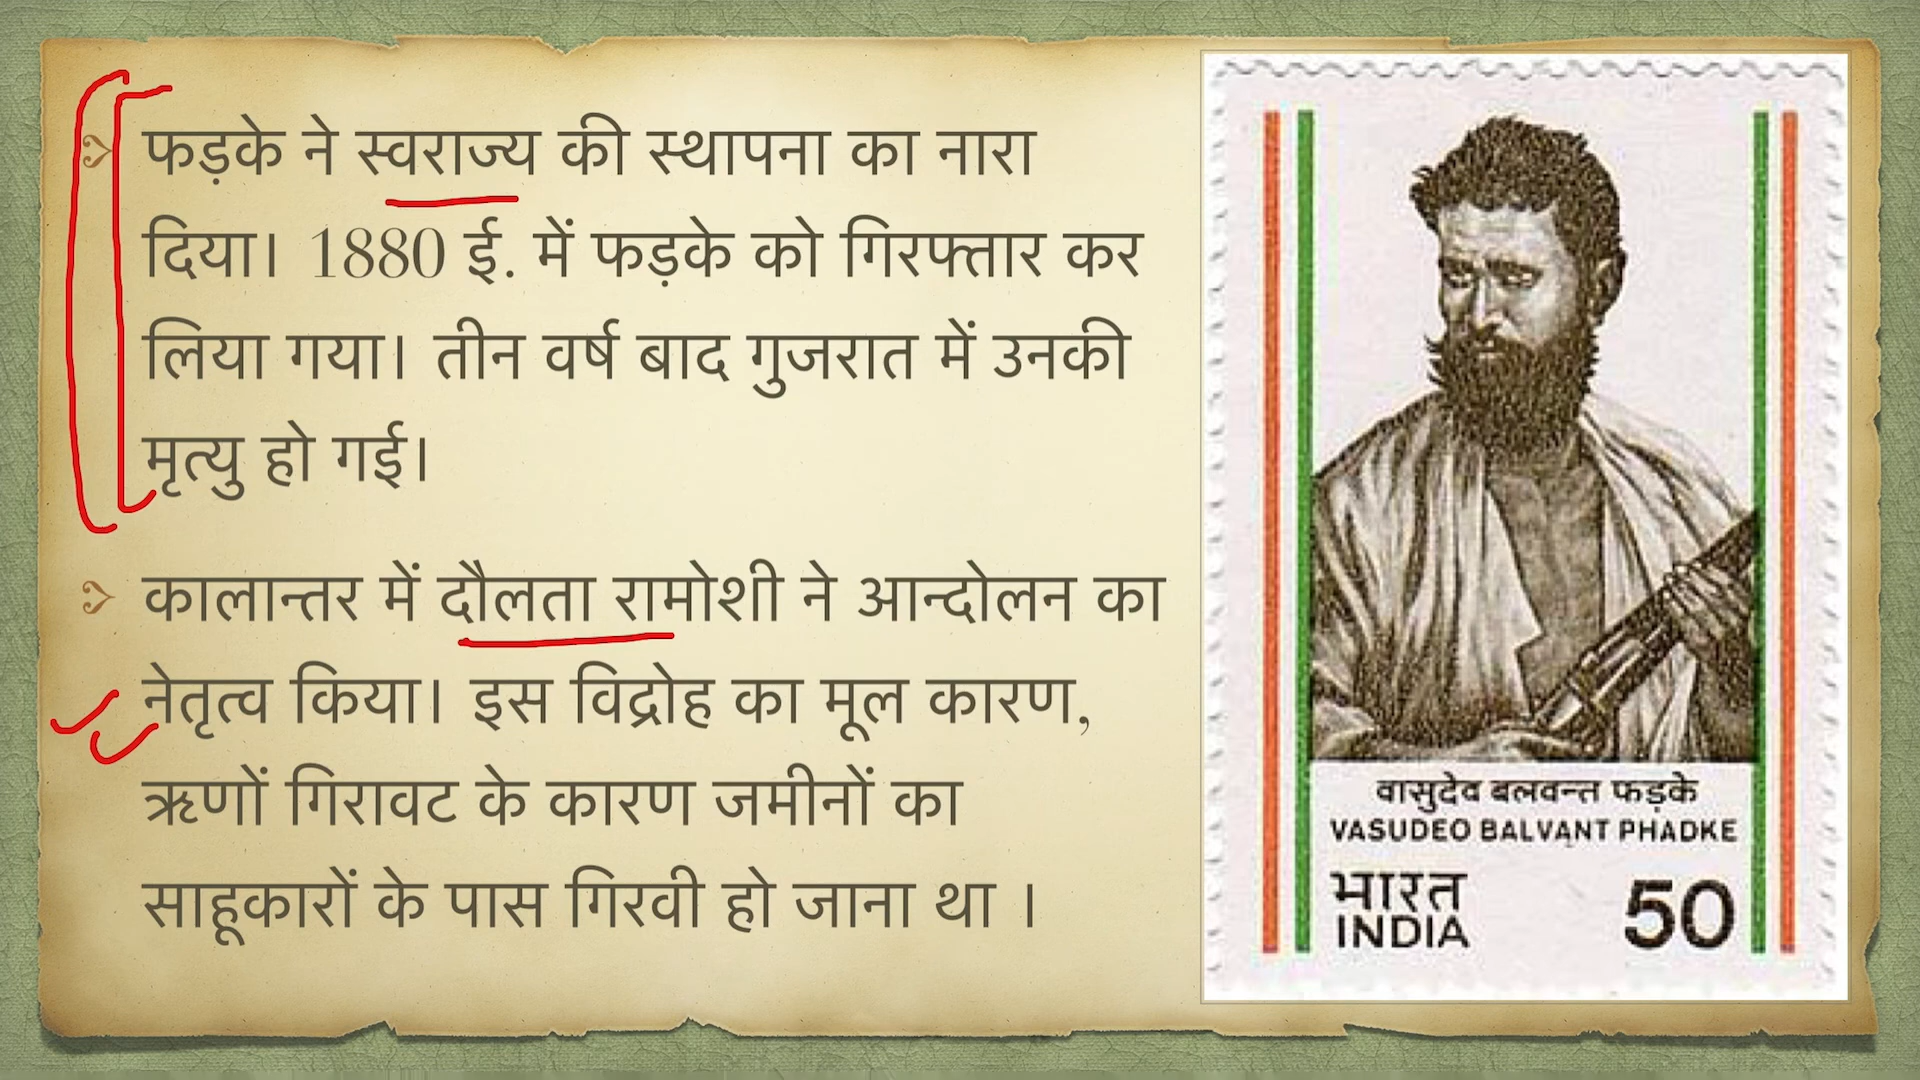 फड़के ने स्वराज्य की स्थापना का नारा
दिया। 1880 ई. में फड़के को गिरफ्तार कर
लिया गया। तीन वर्ष बाद गुजरात में उनकी
मृत्यु हो गई।
कालान्तर में दौलता रामोशी ने आन्दोलन का
नेतृत्व किया। इस विद्रोह का मूल कारण,
ऋणों गिरावट के कारण जमीनों का
साहूकारों के पास गिरवी हो जाना था ।
वासुदेव बलवन्त फड़के
VASUDEO BALVANT PHADKE
भारत
INDIA
50